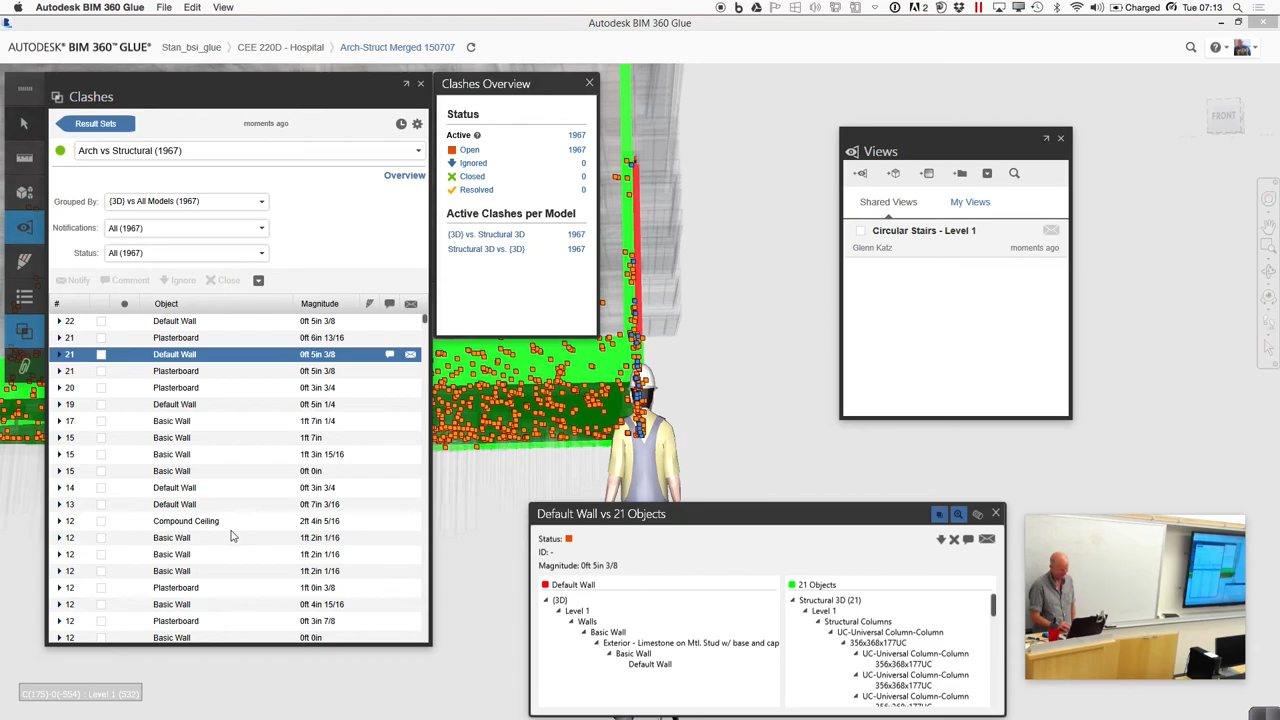 Autodesk BIM 360 Glue File Edit View
2 Charged Tue 07:13
Autodesk BIM 360 Glue
AUTODESK® BIM 360™ GLUE® Stan_bsi_glue CEE 220D - Hospital Arch-Struct Merged 150707
Clashes
Result Sets moments ago
Arch vs Structural (1967)
Overview
Grouped By: {3D} vs All Models (1967)
Notifications: All (1967)
Status: All (1967)
Notify Comment Ignore Close
# Object Magnitude
22 Default Wall 0ft 5in 3/8
21 Plasterboard 0ft 6in 13/16
21 Default Wall 0ft 5in 3/8
21 Plasterboard 0ft 5in 3/8
20 Plasterboard 0ft 3in 3/4
19 Default Wall 0ft 5in 1/4
17 Basic Wall 1ft 7in 1/4
15 Basic Wall 1ft 7in
15 Basic Wall 1ft 3in 15/16
15 Basic Wall 0ft 0in
14 Default Wall 0ft 3in 3/4
13 Default Wall 0ft 7in 3/16
12 Compound Ceiling 2ft 4in 5/16
12 Basic Wall 1ft 2in 1/16
12 Basic Wall 1ft 2in 1/16
12 Basic Wall 1ft 2in 1/16
12 Plasterboard 1ft 0in 3/8
12 Basic Wall 0ft 4in 15/16
12 Plasterboard 0ft 3in 7/8
12 Basic Wall 0ft 0in
Clashes Overview
Status
Active 1967
Open 1967
Ignored 0
Closed 0
Resolved 0
Active Clashes per Model
{3D} vs. Structural 3D 1967
Structural 3D vs. {3D} 1967
FRONT
Views
Shared Views My Views
Circular Stairs - Level 1
Glenn Katz moments ago
Default Wall vs 21 Objects
Status:
ID: -
Magnitude: 0ft 5in 3/8
Default Wall
{3D}
Level 1
Walls
Basic Wall
Exterior - Limestone on Mtl. Stud w/ base and cap
Basic Wall
Default Wall
21 Objects
Structural 3D (21)
Level 1
Structural Columns
UC-Universal Column-Column
356x368x177UC
UC-Universal Column-Column
356x368x177UC
UC-Universal Column-Column
356x368x177UC
UC-Universal Column-Column
C(175)-0(-554) : Level 1 (532)